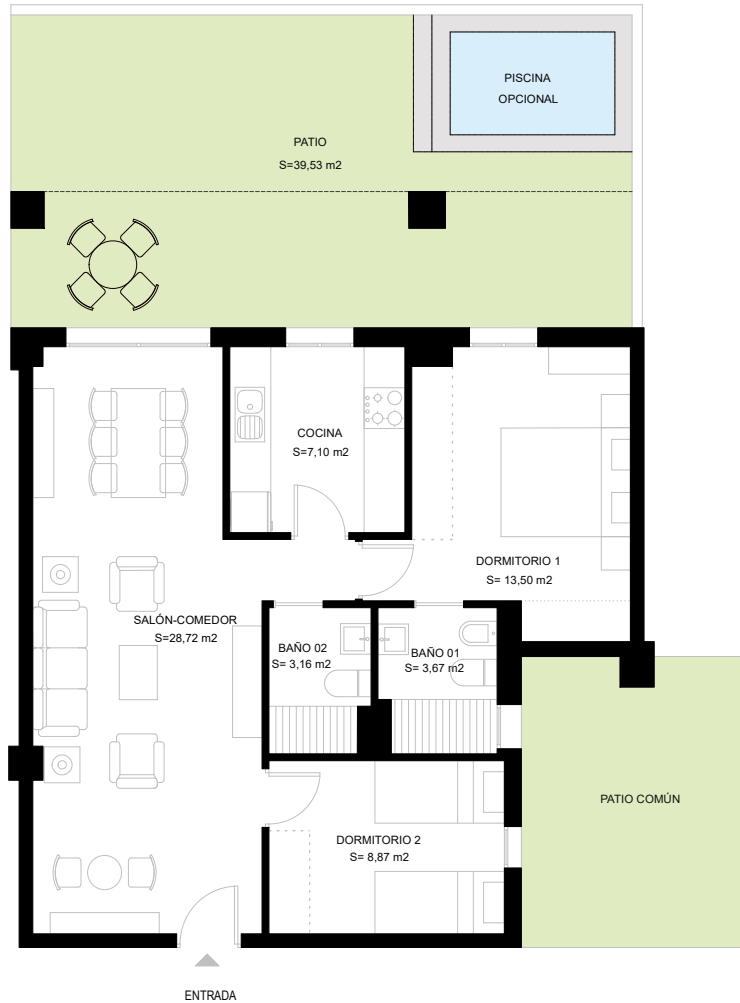 PISCINA
OPCIONAL
PATIO
S=39,53 m2
COCINA
S=7,10 m2
DORMITORIO 1
S= 13,50 m2
SALÓN-COMEDOR
S=28,72 m2
BAÑO 02
S= 3,16 m2
BAÑO 01
S= 3,67 m2
PATIO COMÚN
DORMITORIO 2
S= 8,87 m2
ENTRADA